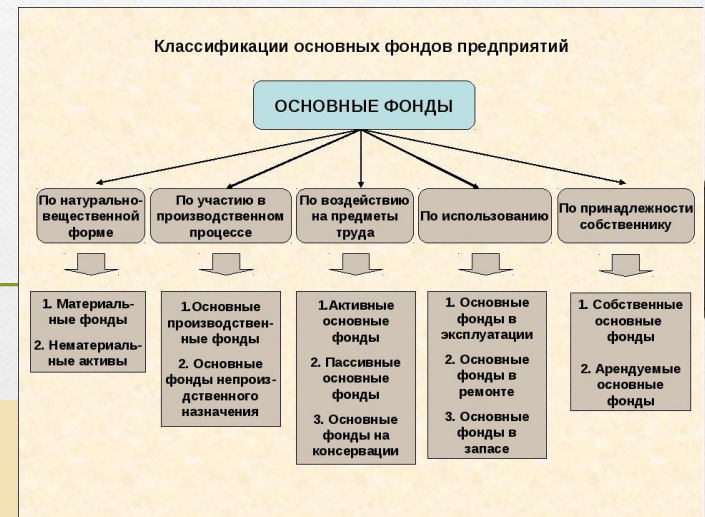 Классификации основных фондов предприятий
ОСНОВНЫЕ ФОНДЫ
По натурально-
вещественной
форме
По участию в
производственном
процессе
По воздействию
на предметы
труда
По использованию
По принадлежности
собственнику
1. Материаль-
ные фонды
2. Нематериаль-
ные активы
1.Основные
производствен-
ные фонды
2. Основные
фонды непроиз-
дственного
назначения
1.Активные
основные
фонды
2. Пассивные
основные
фонды
3. Основные
фонды на
консервации
1. Основные
фонды в
эксплуатации
2. Основные
фонды в
ремонте
3. Основные
фонды в
запасе
1. Собственные
основные
фонды
2. Арендуемые
основные
фонды